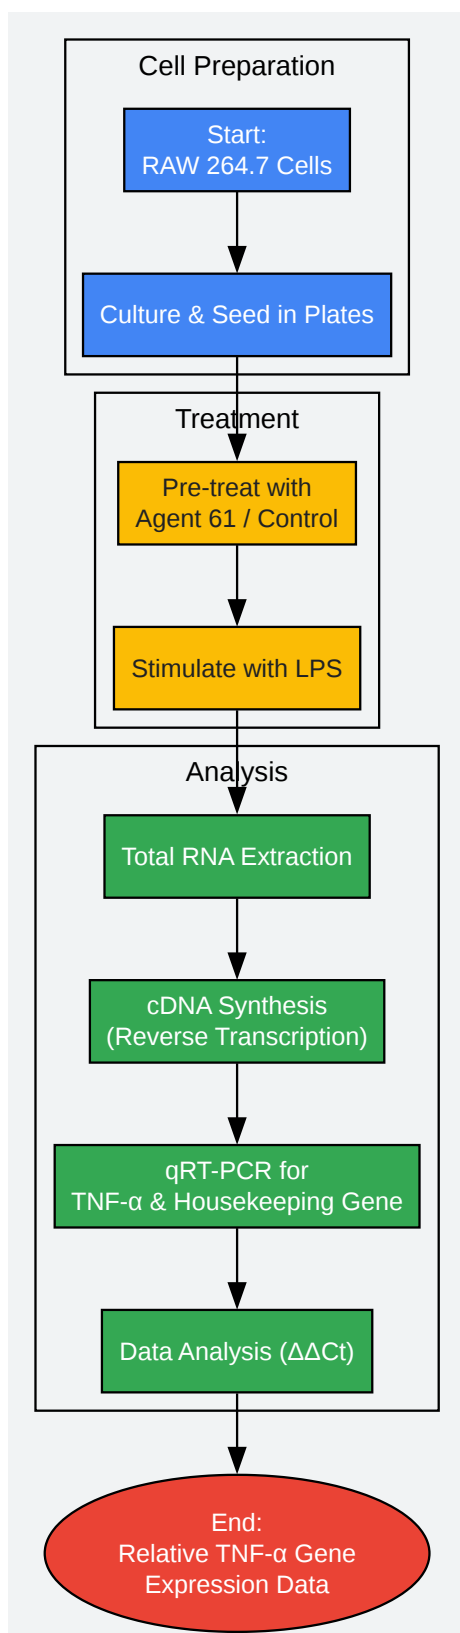 Cell Preparation
Start:
RAW 264.7 Cells
Culture & Seed in Plates
Treatment
Pre-treat with
Agent 61 / Control
Stimulate with LPS
Analysis
Total RNA Extraction
cDNA Synthesis
(Reverse Transcription)
qRT-PCR for
TNF-α & Housekeeping Gene
Data Analysis (ΔΔCt)
End:
Relative TNF-α Gene
Expression Data